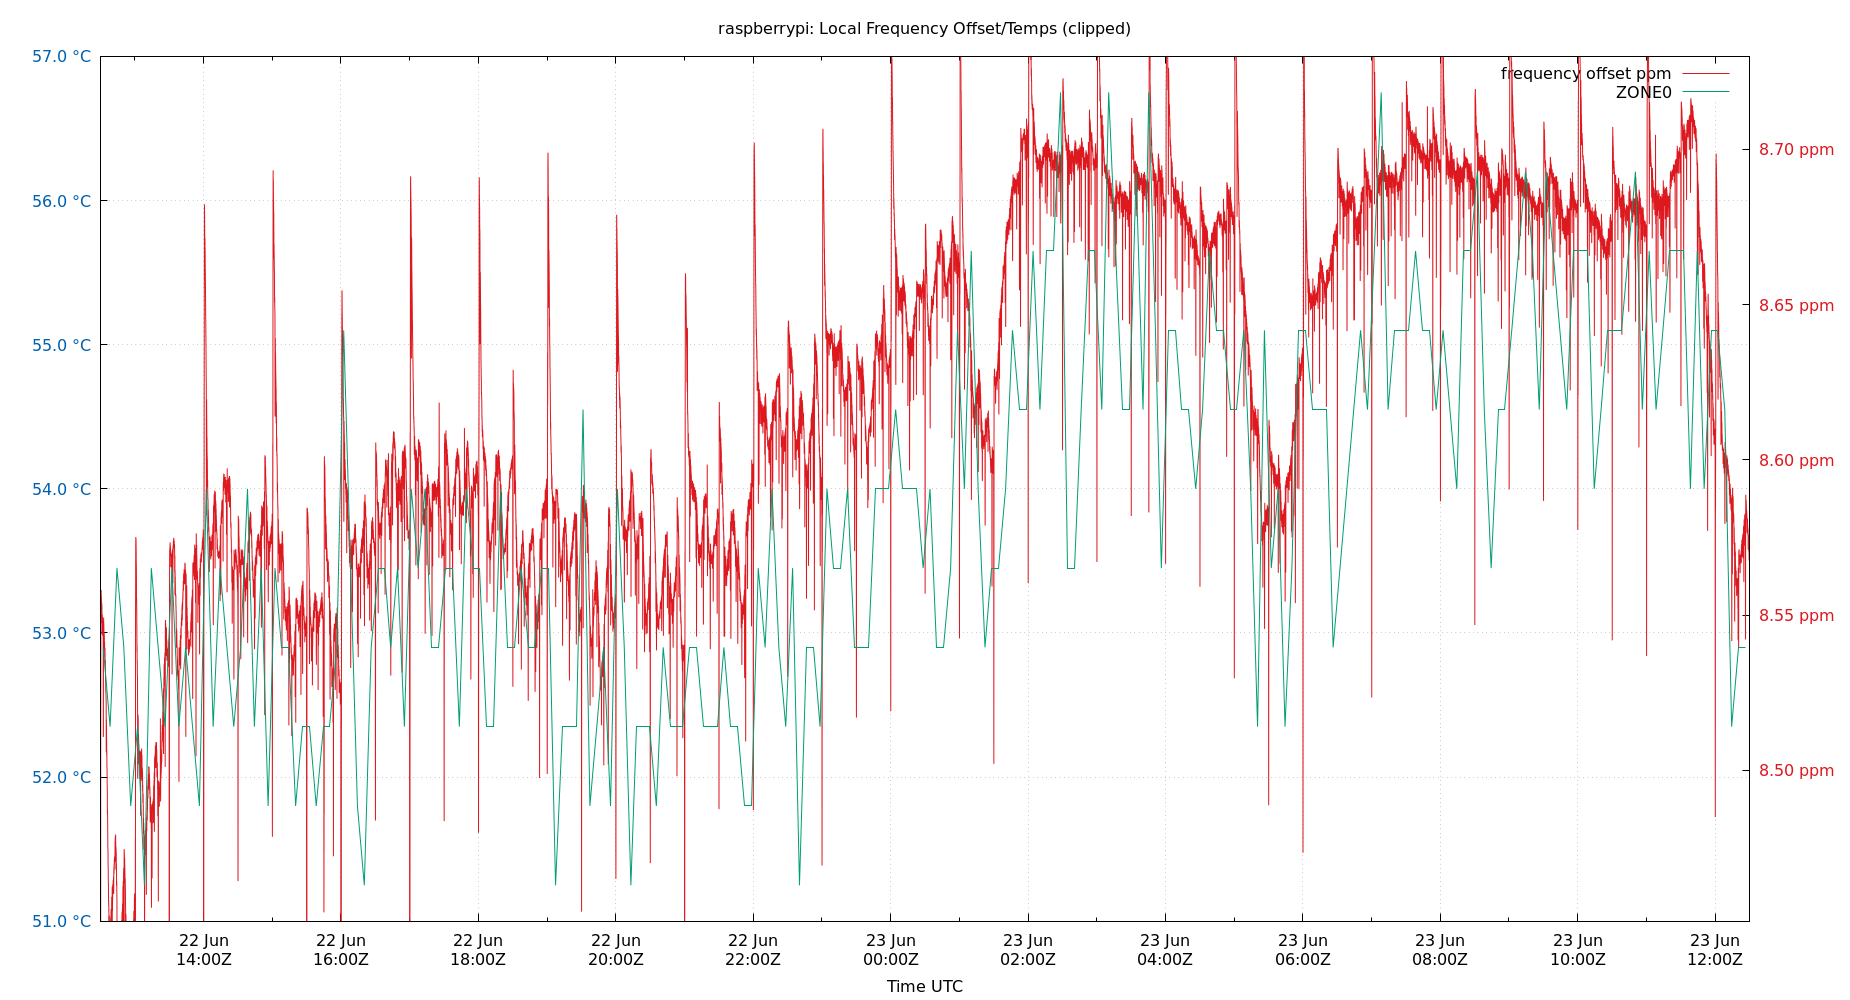 raspberrypi: Local Frequency Offset/Temps (clipped)
frequency offset ppm
ZONE0
57.0 °C
56.0 °C
55.0 °C
54.0 °C
53.0 °C
52.0 °C
51.0 °C
8.70 ppm
8.65 ppm
8.60 ppm
8.55 ppm
8.50 ppm
22 Jun
14:00Z
22 Jun
16:00Z
22 Jun
18:00Z
22 Jun
20:00Z
22 Jun
22:00Z
23 Jun
00:00Z
23 Jun
02:00Z
23 Jun
04:00Z
23 Jun
06:00Z
23 Jun
08:00Z
23 Jun
10:00Z
23 Jun
12:00Z
Time UTC